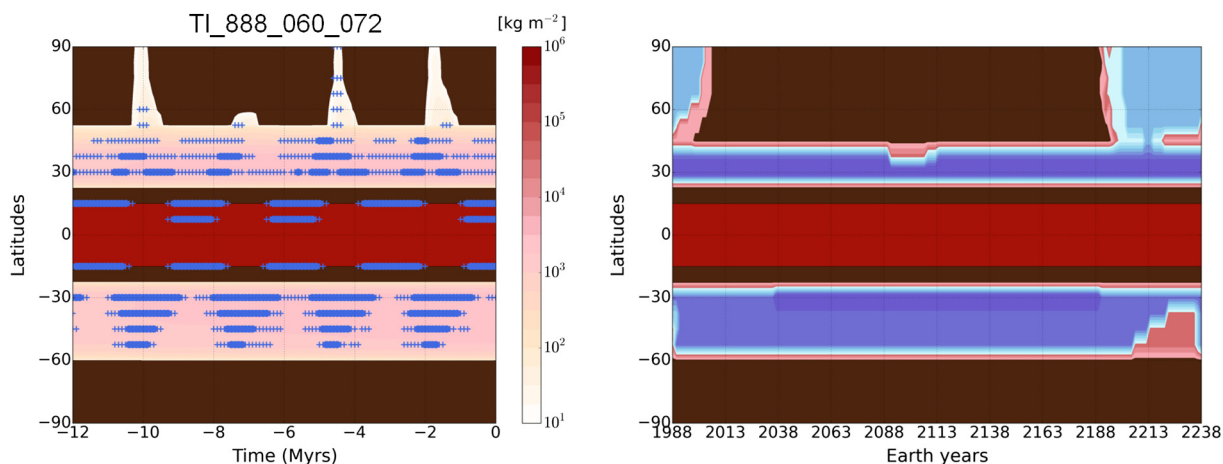 TI_888_060_072
[kg m⁻²]
90
60
30
0
−30
−60
−90
Latitudes
−12 −10 −8 −6 −4 −2 0
Time (Myrs)
10⁶
10⁵
10⁴
10³
10²
10¹
90
60
30
0
−30
−60
−90
Latitudes
1988 2013 2038 2063 2088 2113 2138 2163 2188 2213 2238
Earth years